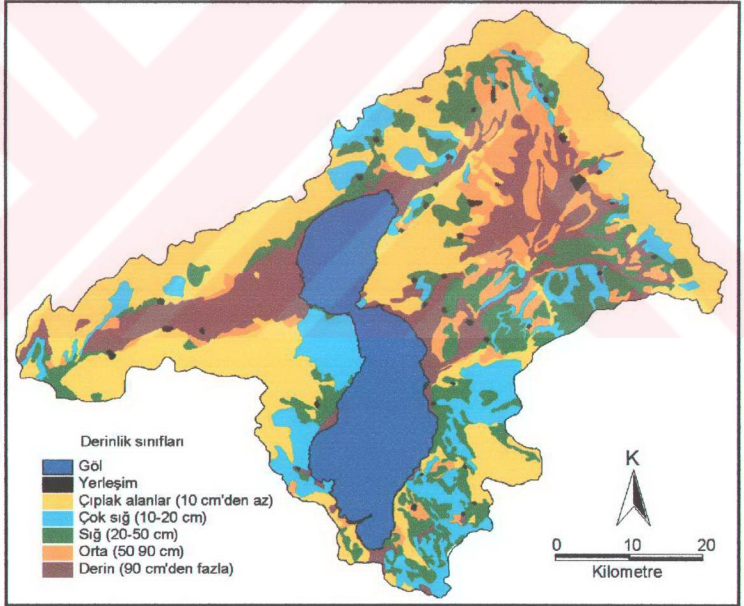 Derinlik sınıfları
Göl
Yerleşim
Çıplak alanlar (10 cm'den az)
Çok sığ (10-20 cm)
Sığ (20-50 cm)
Orta (50 90 cm)
Derin (90 cm'den fazla)
K
0 10 20
Kilometre